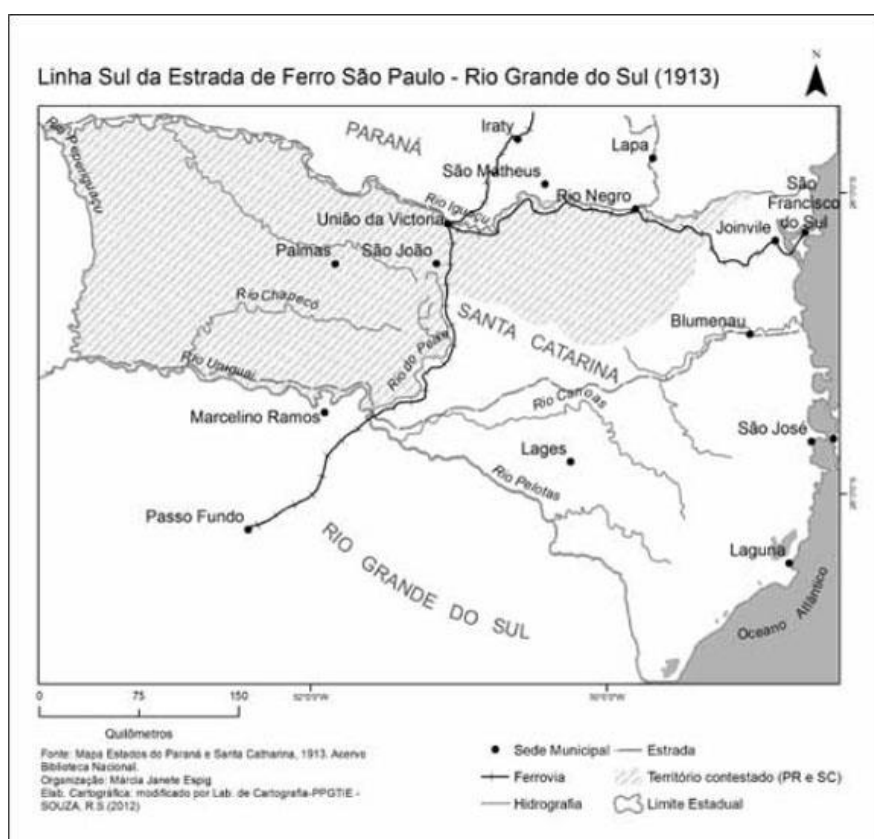 N
Linha Sul da Estrada de Ferro São Paulo - Rio Grande do Sul (1913)
PARANÁ
Iraty
Lapa
São Matheus
Rio Peperiguaçu
Rio Iguaçu
Rio Negro
São
Francisco
do Sul
União da Victoria
Joinvile
Palmas
São João
Rio Chapecó
SANTA CATARINA
Blumenau
Rio do Peixe
Rio Uruguai
Rio Canoas
Marcelino Ramos
São José
Lages
Rio Pelotas
Passo Fundo
RIO GRANDE DO SUL
Laguna
Oceano Atlântico
0 75 150
52°0'0"W
Quilômetros
Fonte: Mapa Estados do Paraná e Santa Catharina, 1913. Acervo
Biblioteca Nacional.
Organização: Márcia Janete Espig
Elab. Cartográfica: modificado por Lab. de Cartografia-PPGTIE -
SOUZA, R.S (2012)
Sede Municipal
Estrada
Ferrovia
Território contestado (PR e SC)
Hidrografia
Limite Estadual